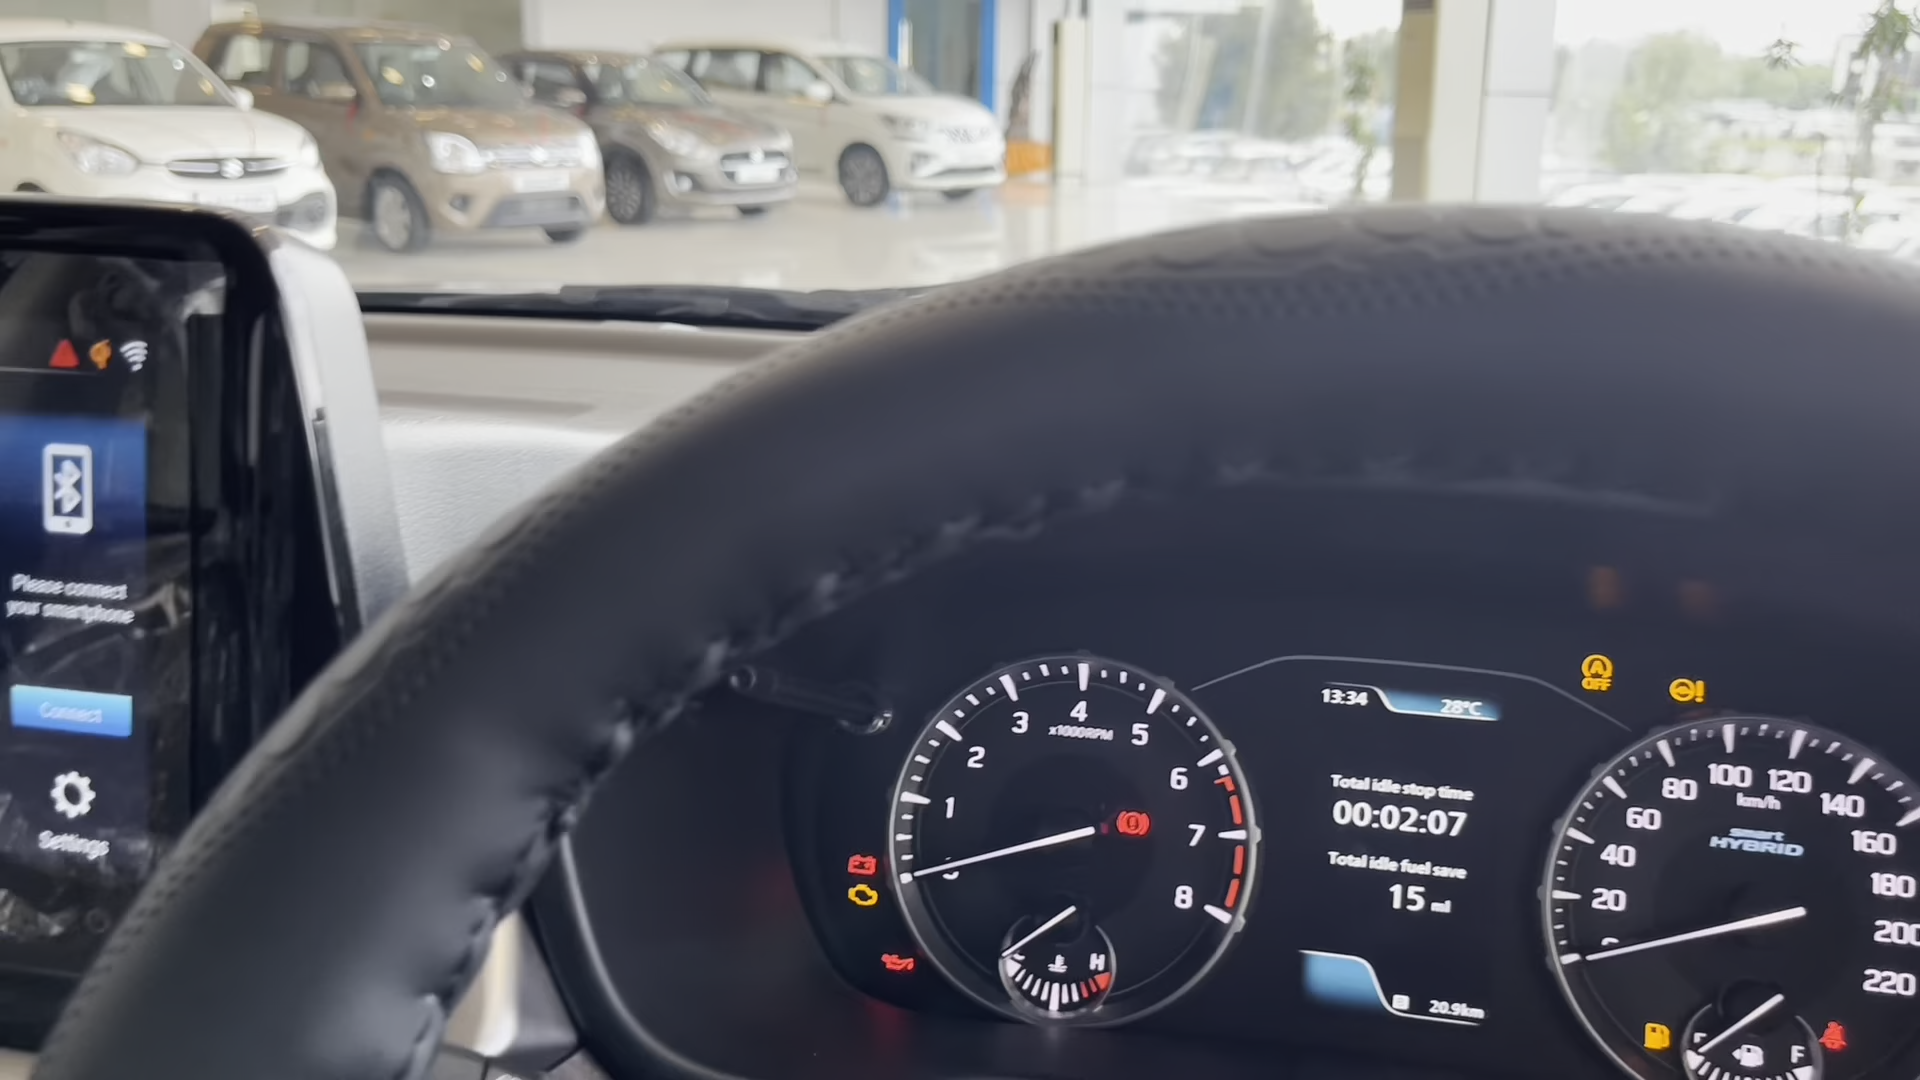 Please connect
your smartphone
Connect
Settings
1
2
3
4
5
6
7
8
x1000RPM
H
13:34
28°C
Total idle stop time
00:02:07
Total idle fuel save
15 ml
20.9km
A
OFF
!
20
40
60
80
100
120
140
160
180
200
220
km/h
smart
HYBRID
F